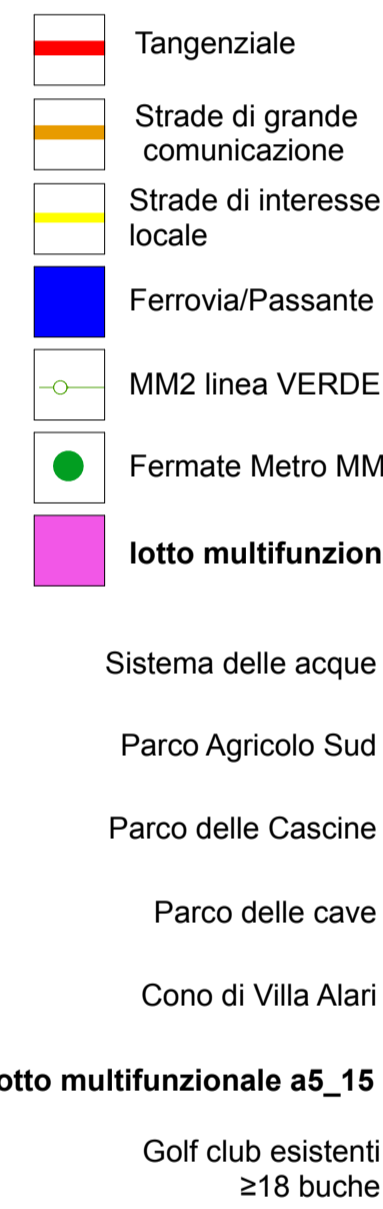 Tangenziale
Strade di grande
comunicazione
Strade di interesse
locale
Ferrovia/Passante
MM2 linea VERDE
Fermate Metro MM
lotto multifunzion
Sistema delle acque
Parco Agricolo Sud
Parco delle Cascine
Parco delle cave
Cono di Villa Alari
otto multifunzionale a5_15
Golf club esistenti
≥18 buche